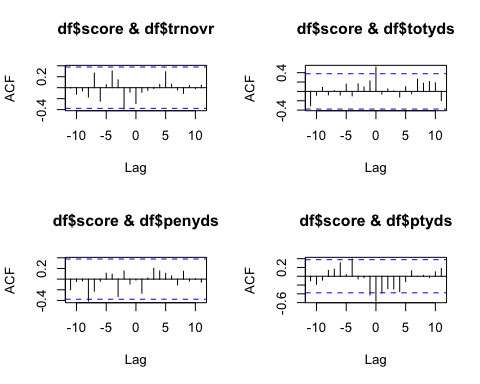 df$score & df$trnovr
ACF
0.2
-0.4
-10 -5 0 5 10
Lag
df$score & df$totyds
ACF
0.4
-0.4
-10 -5 0 5 10
Lag
df$score & df$penyds
ACF
0.2
-0.4
-10 -5 0 5 10
Lag
df$score & df$ptyds
ACF
0.2
-0.6
-10 -5 0 5 10
Lag